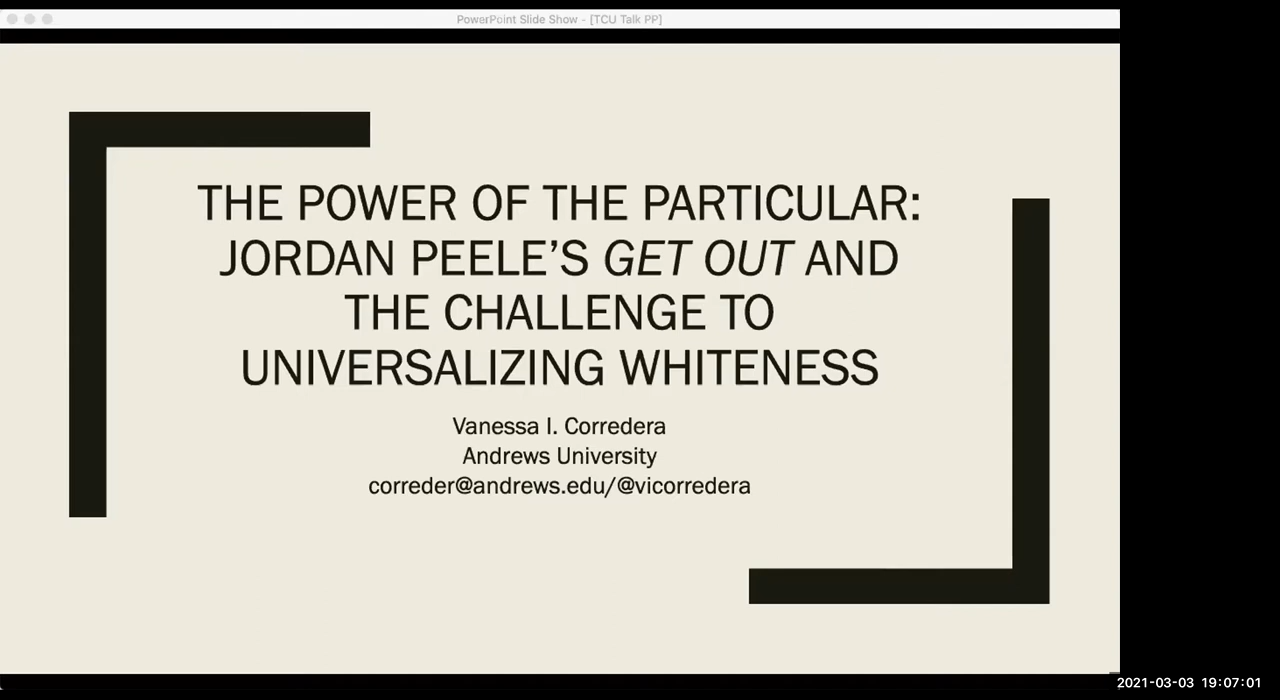 PowerPoint Slide Show - [TCU Talk PP]
THE POWER OF THE PARTICULAR:
JORDAN PEELE’S GET OUT AND
THE CHALLENGE TO
UNIVERSALIZING WHITENESS
Vanessa I. Corredera
Andrews University
correder@andrews.edu/@vicorredera
2021-03-03 19:07:01